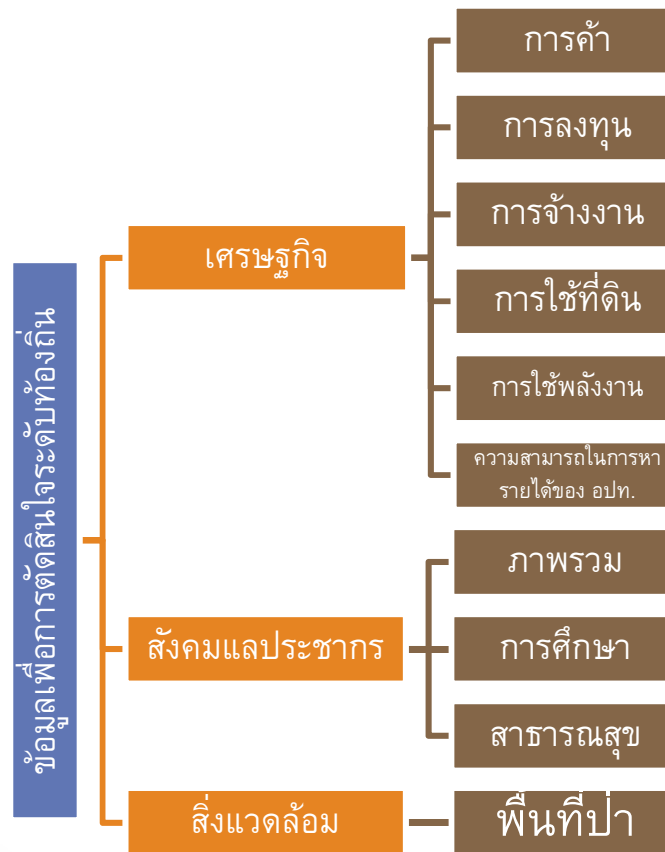 ข้อมูลเพื่อการตัดสินใจระดับท้องถิ่น
เศรษฐกิจ
การค้า
การลงทุน
การจ้างงาน
การใช้ที่ดิน
การใช้พลังงาน
ความสามารถในการหา
รายได้ของ อปท.
สังคมแลประชากร
ภาพรวม
การศึกษา
สาธารณสุข
สิ่งแวดล้อม
พื้นที่ป่า